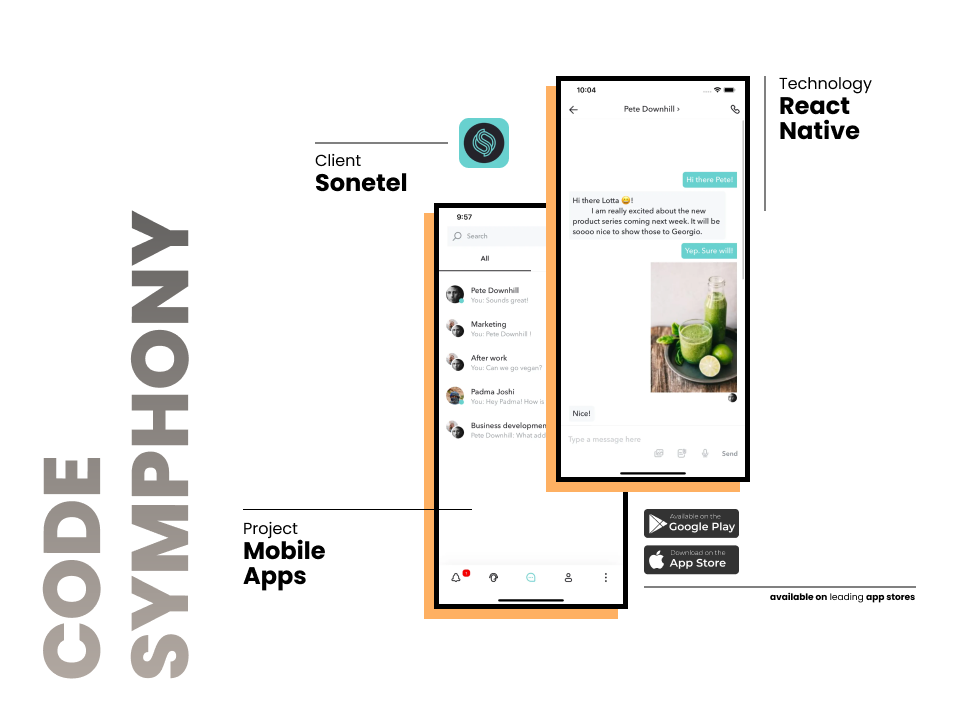 CODE
SYMPHONY
Client
Sonetel
Project
Mobile
Apps
9:57
Search
All
Pete Downhill
You: Sounds great!
Marketing
You: Pete Downhill !
After work
You: Can we go vegan?
Padma Joshi
You: Hey Padma! How is
Business developmen
Pete Downhill: What add
1
10:04
Pete Downhill ›
Hi there Pete!
Hi there Lotta 😀!
I am really excited about the new
product series coming next week. It will be
soooo nice to show those to Georgio.
Yep. Sure will!
Nice!
Type a message here
Send
Technology
React
Native
Available on the
Google Play
Download on the
App Store
available on leading app stores